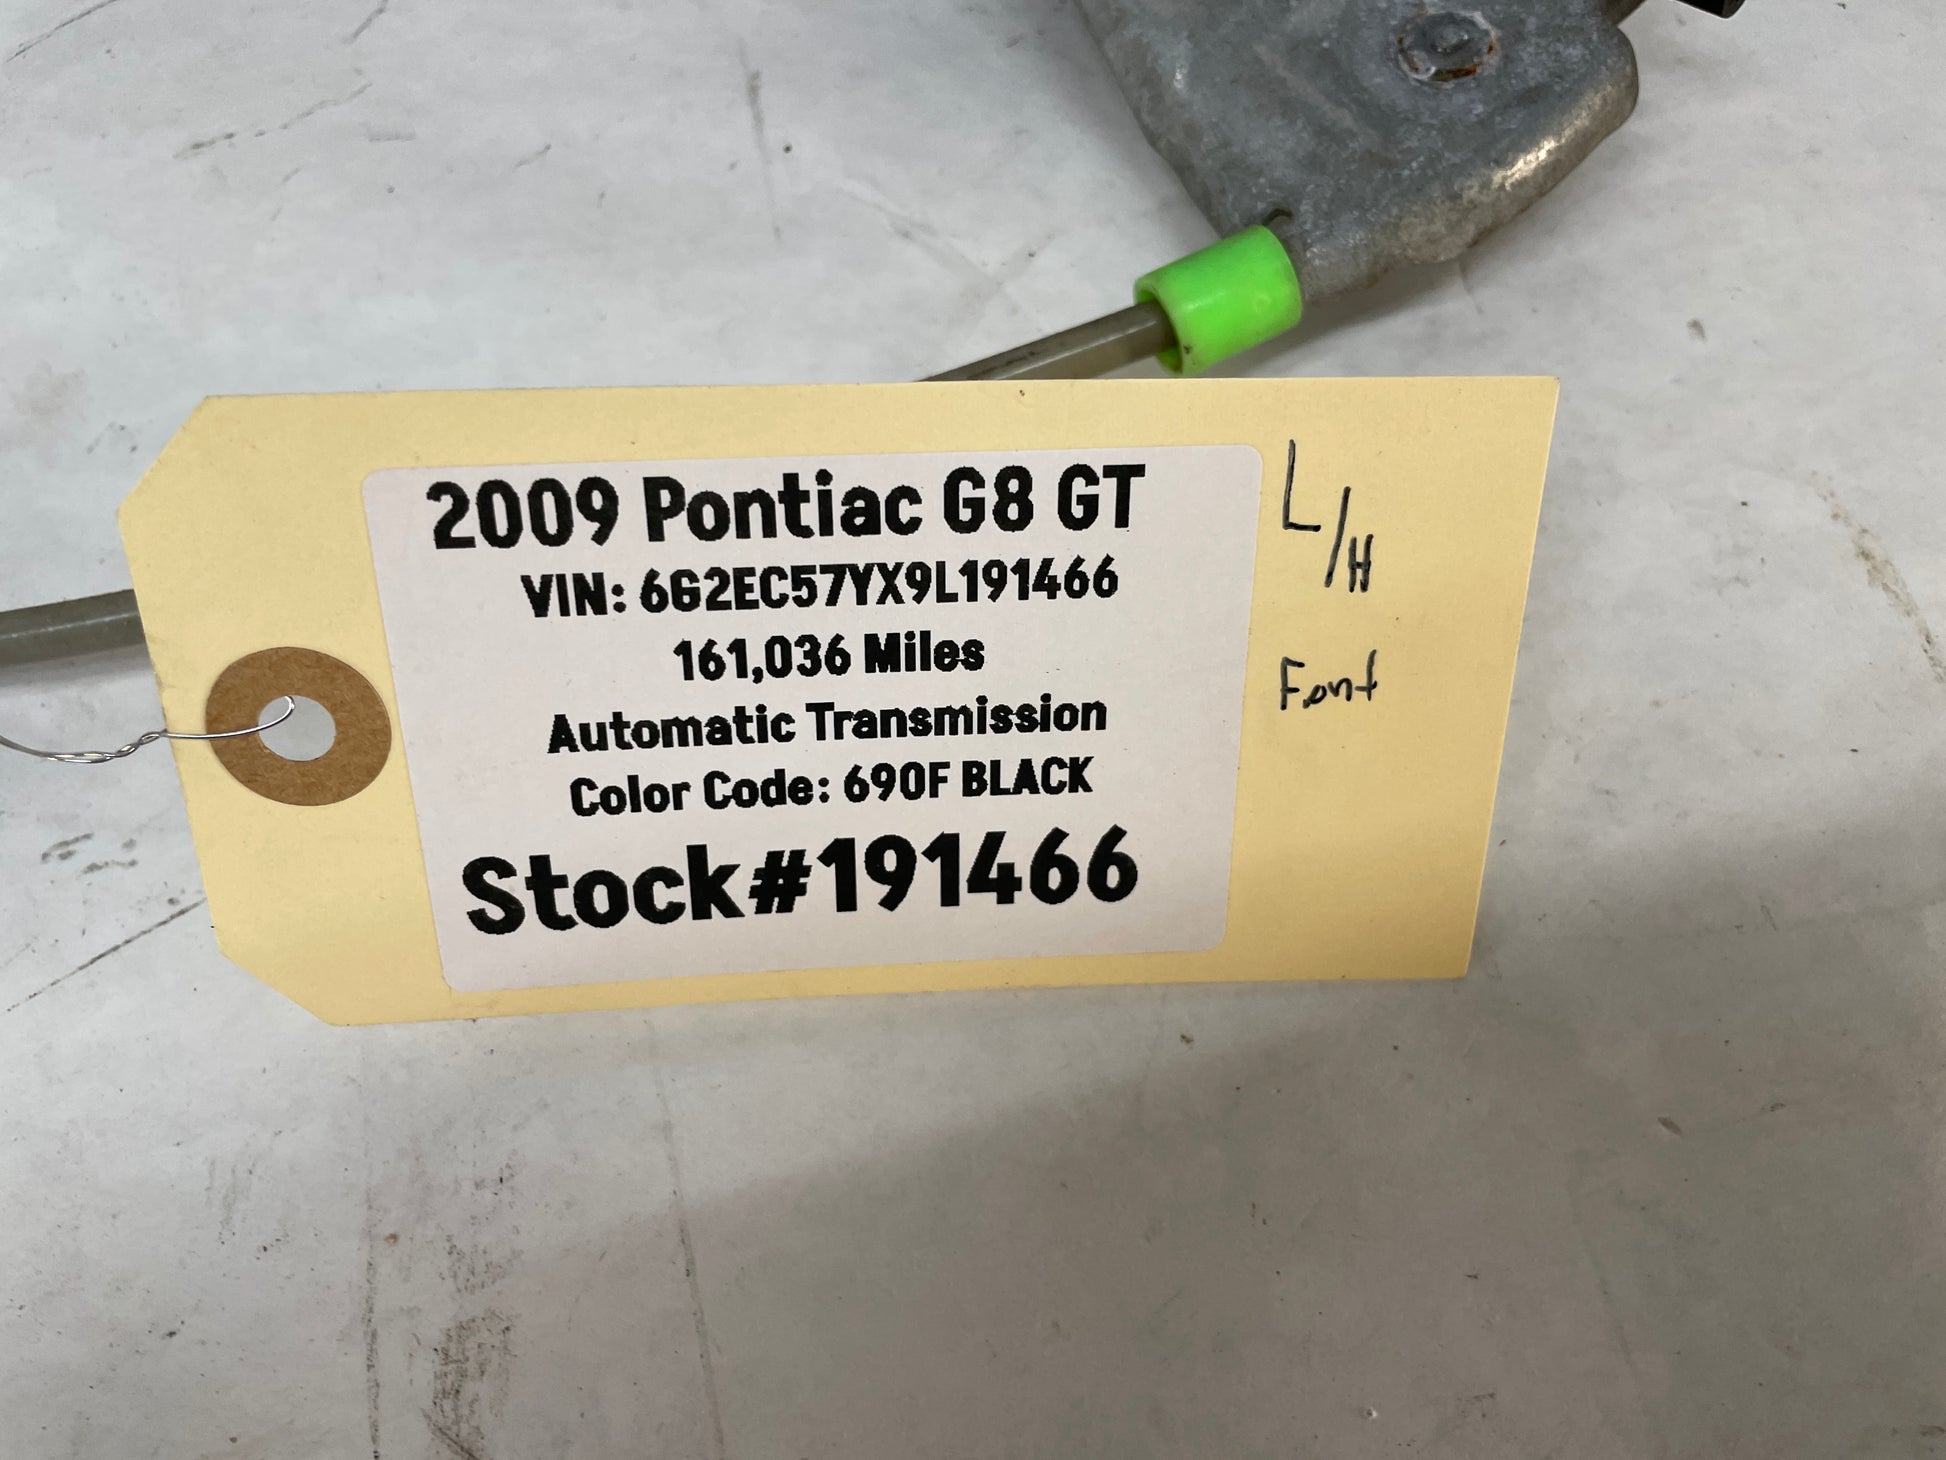 2009 Pontiac G8 GT
VIN: 6G2EC57YX9L191466
161,036 Miles
Automatic Transmission
Color Code: 690F BLACK
Stock#191466
L/H
Font